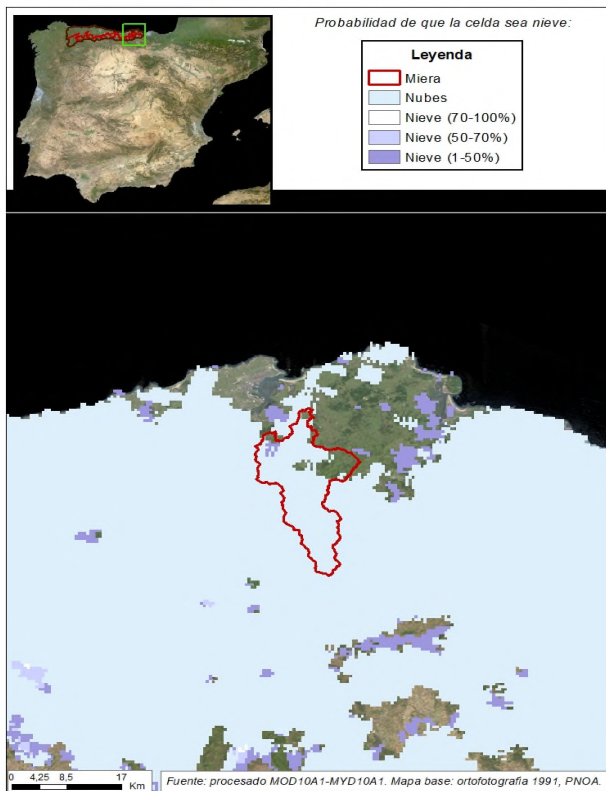 Probabilidad de que la celda sea nieve:
Leyenda
Miera
Nubes
Nieve (70-100%)
Nieve (50-70%)
Nieve (1-50%)
0 4,25 8,5 17
Km
Fuente: procesado MOD10A1-MYD10A1. Mapa base: ortofotografia 1991, PNOA.